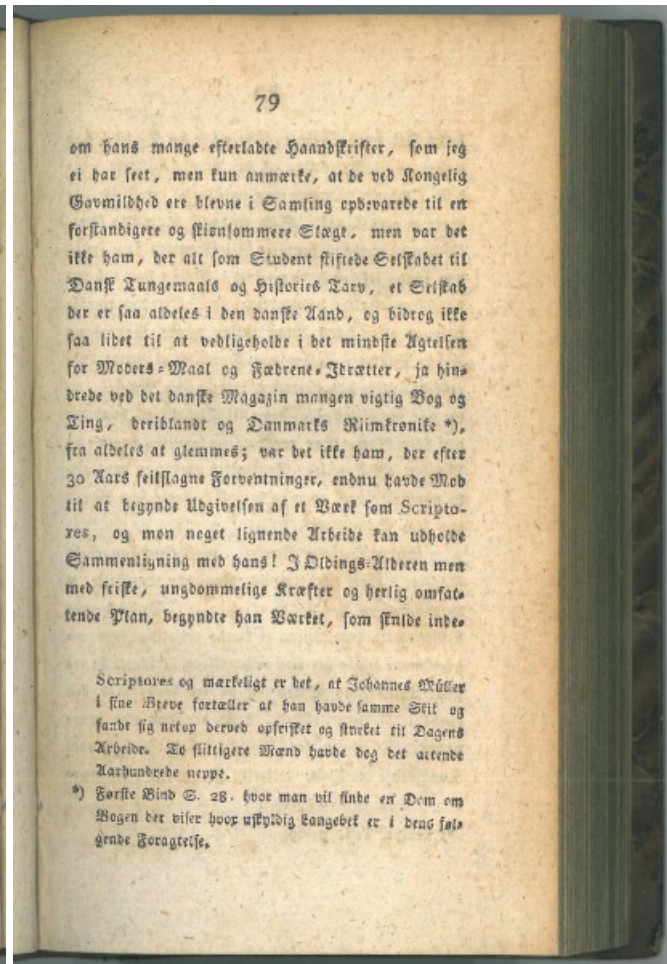 79
om hans mange efterladte Haandskrifter, som jeg
ei har seet, men kun anmærke, at de ved Kongelig
Gavmildhed ere blevne i Samling opbevarede til en
forstandigere og skiønsommere Slægt, men var det
ikke ham, der alt som Student stiftede Selskabet til
Dansk Tungemaals og Histories Tarv, et Selskab
der er saa aldeles i den danske Aand, og bidrog ikke
saa lidet til at vedligeholde i det mindste Agtelsen
for Moders-Maal og Fædrene-Idrætter, ja hin-
drede ved det danske Magazin mangen vigtig Bog og
Ting, deriblandt og Danmarks Riimkrønike *),
fra aldeles at glemmes; var det ikke ham, der efter
30 Aars feilslagne Forventninger, endnu havde Mod
til at begynde Udgivelsen af et Værk som Scripto-
res, og mon noget lignende Arbeide kan udholde
Sammenligning med hans! I Oldings-Alderen men
med friske, ungdommelige Kræfter og herlig omfat-
tende Plan, begyndte han Værket, som skulde inde-
Scriptores og mærkeligt er det, at Johannes Müller
i sine Breve fortæller at han havde samme Skik og
fandt sig netop derved opfrisket og styrket til Dagens
Arbeide. To flittigere Mænd havde dog det attende
Aarhundrede neppe.
*) Første Bind S. 28. hvor man vil finde en Dom om
Bogen der viser hvor uskyldig Langebek er i dens føl-
gende Foragtelse.